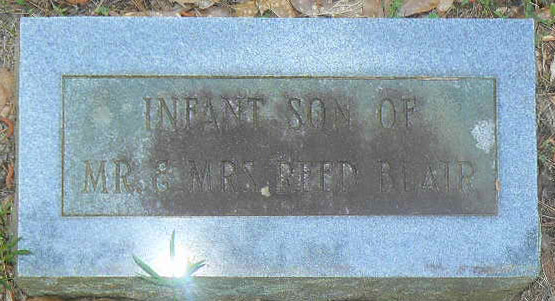 INFANT SON OF
MR. & MRS. REED BLAIR